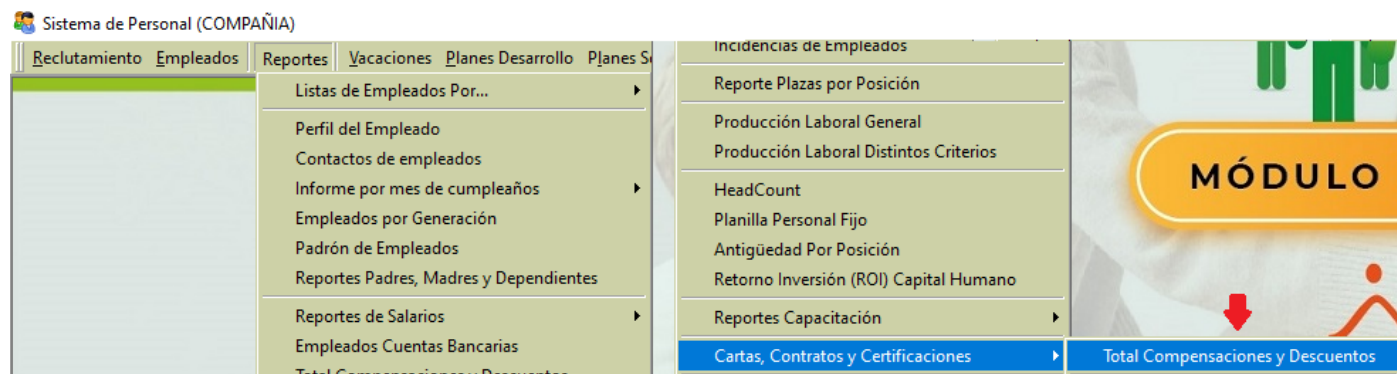 Sistema de Personal (COMPAÑIA)
Reclutamiento Empleados Reportes Vacaciones Planes Desarrollo Planes
Listas de Empleados Por...
Perfil del Empleado
Contactos de empleados
Informe por mes de cumpleaños
Empleados por Generación
Padrón de Empleados
Reportes Padres, Madres y Dependientes
Reportes de Salarios
Empleados Cuentas Bancarias
Total Compensaciones y Descuentos
Incidencias de Empleados
Reporte Plazas por Posición
Producción Laboral General
Producción Laboral Distintos Criterios
HeadCount
Planilla Personal Fijo
Antigüedad Por Posición
Retorno Inversión (ROI) Capital Humano
Reportes Capacitación
Cartas, Contratos y Certificaciones
Total Compensaciones y Descuentos
MÓDULO